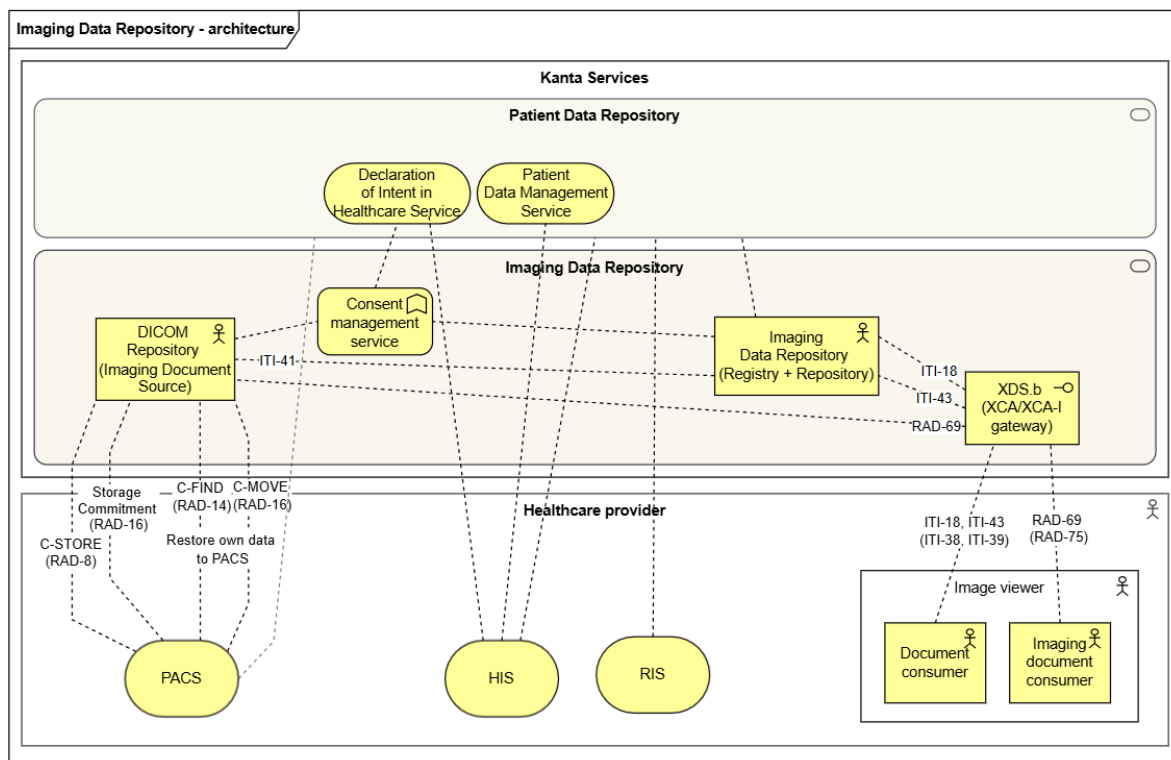 Imaging Data Repository - architecture
Kanta Services
Patient Data Repository
Declaration
of Intent in
Healthcare Service
Patient
Data Management
Service
Imaging Data Repository
Consent
management
service
DICOM
Repository
(Imaging Document
Source)
ITI-41
Imaging
Data Repository
(Registry + Repository)
ITI-18
ITI-43
RAD-69
XDS.b
(XCA/XCA-I
gateway)
Healthcare provider
C-STORE
(RAD-8)
Storage
Commitment
(RAD-16)
C-FIND
(RAD-14)
C-MOVE
(RAD-16)
Restore own data
to PACS
ITI-18, ITI-43
(ITI-38, ITI-39)
RAD-69
(RAD-75)
Image viewer
Document
consumer
Imaging
document
consumer
PACS
HIS
RIS